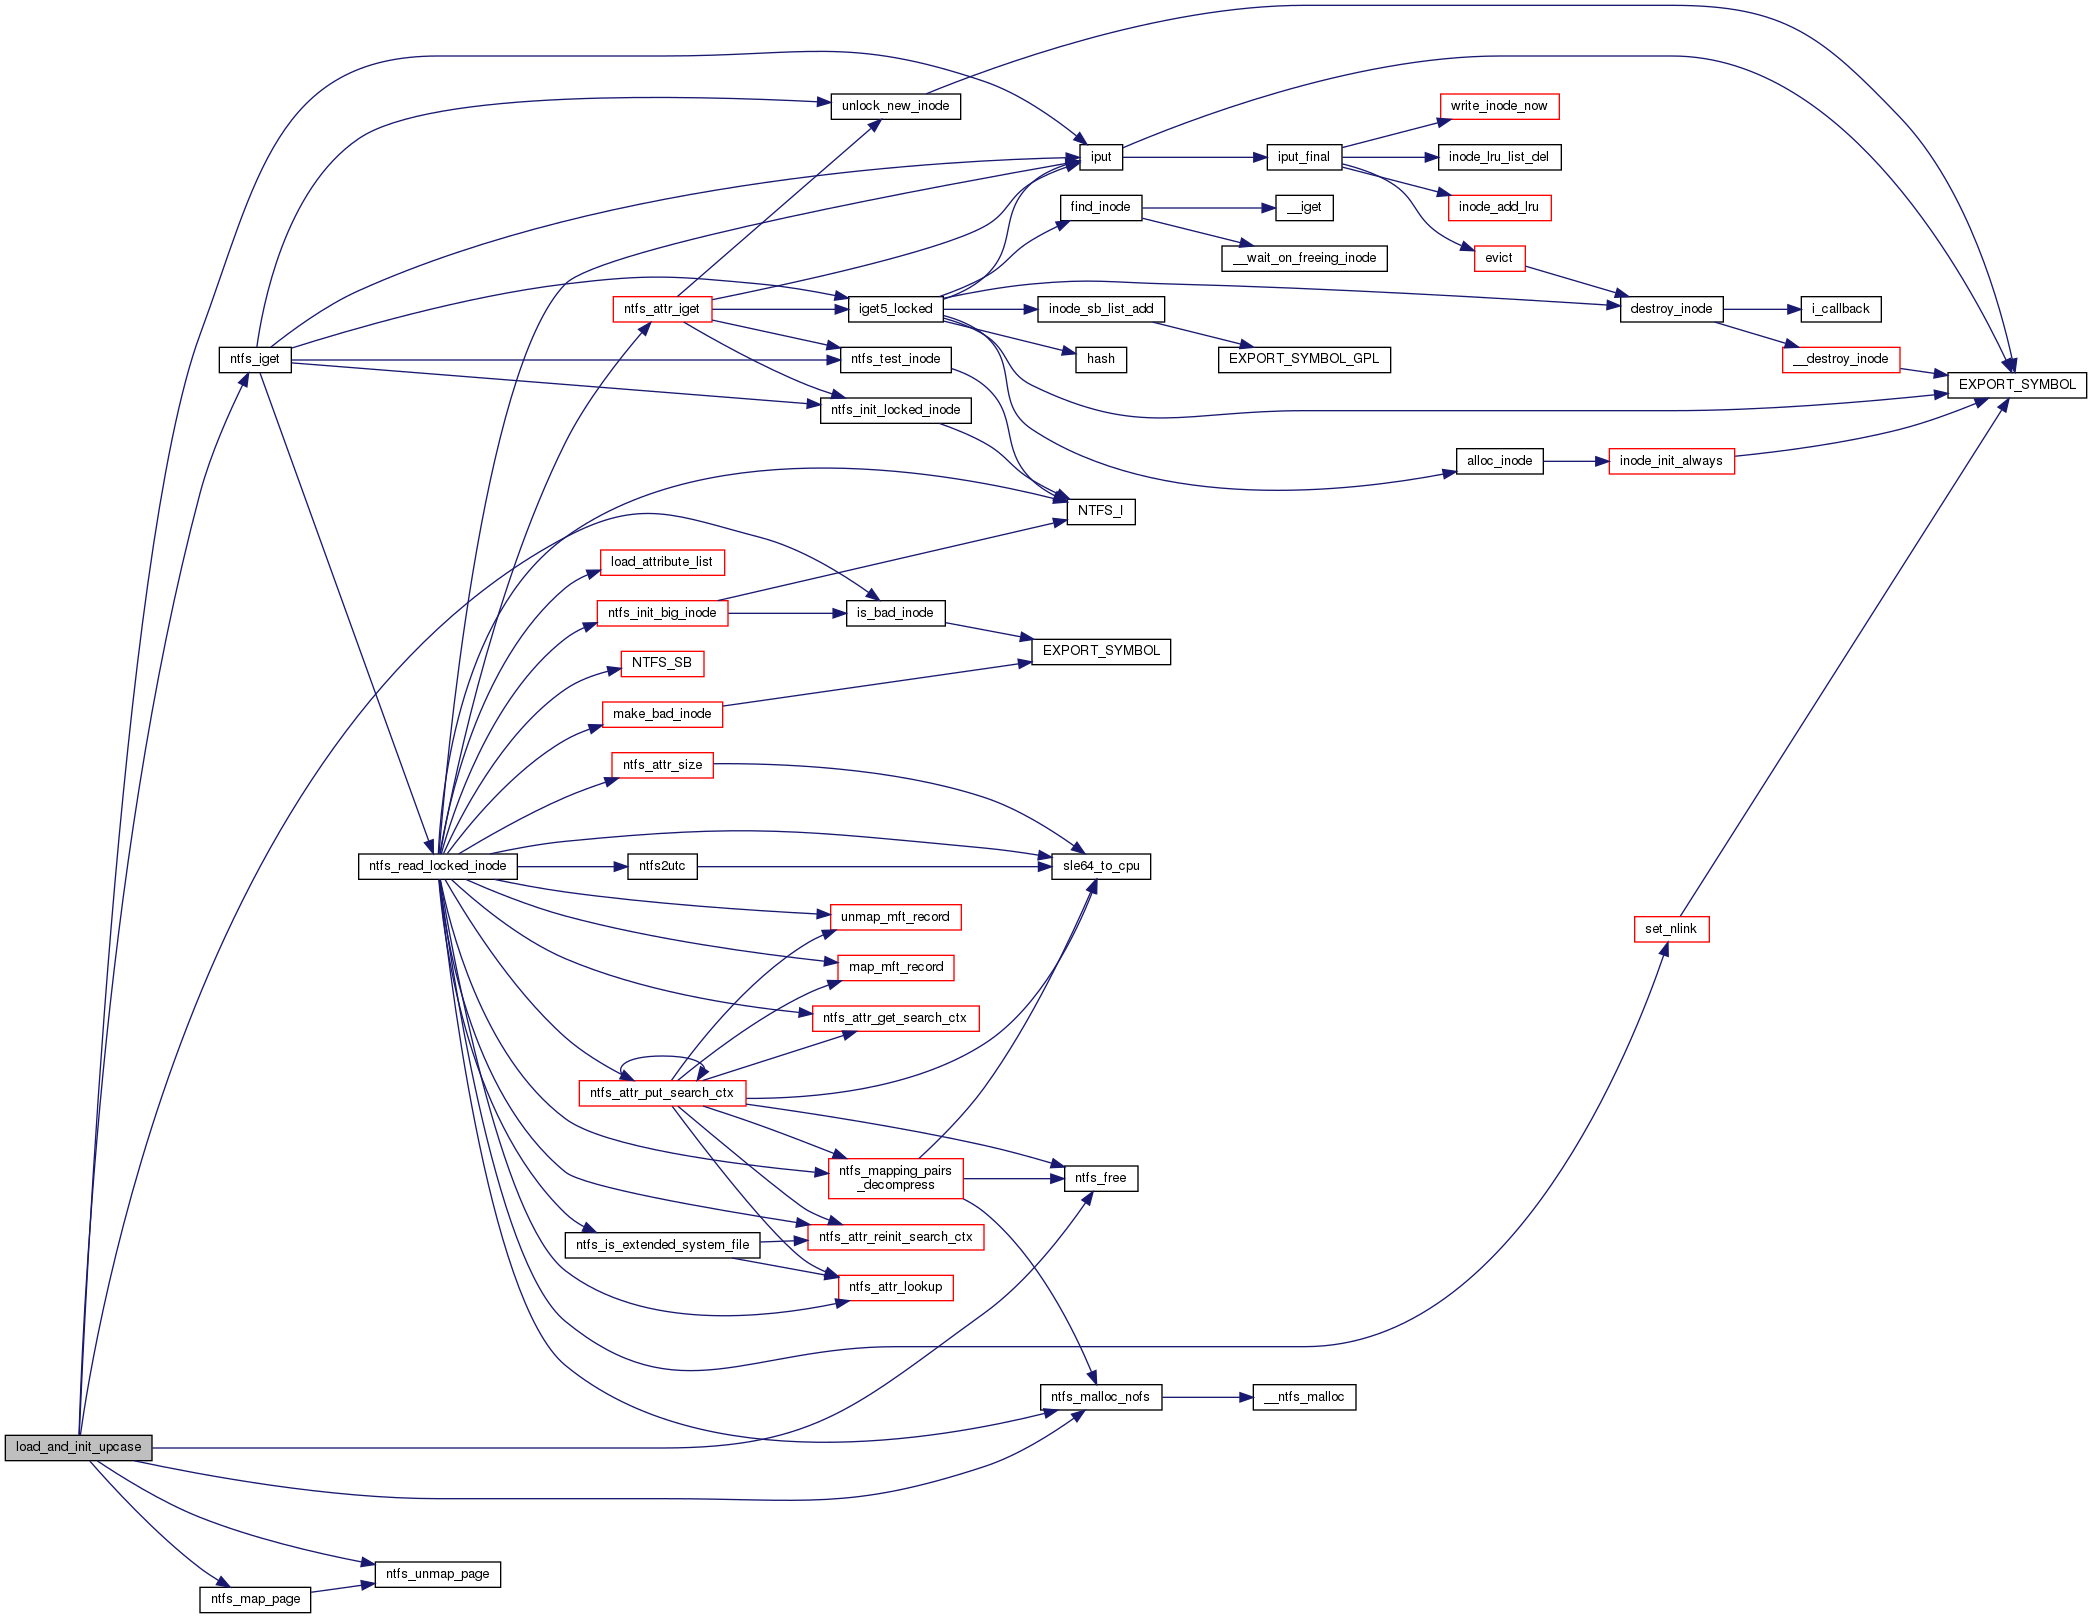 unlock_new_inode
write_inode_now
iput
iput_final
inode_lru_list_del
find_inode
__iget
inode_add_lru
__wait_on_freeing_inode
evict
ntfs_attr_iget
iget5_locked
inode_sb_list_add
destroy_inode
i_callback
ntfs_iget
ntfs_test_inode
hash
EXPORT_SYMBOL_GPL
__destroy_inode
EXPORT_SYMBOL
ntfs_init_locked_inode
alloc_inode
inode_init_always
NTFS_I
load_attribute_list
ntfs_init_big_inode
is_bad_inode
EXPORT_SYMBOL
NTFS_SB
make_bad_inode
ntfs_attr_size
ntfs_read_locked_inode
ntfs2utc
sle64_to_cpu
unmap_mft_record
set_nlink
map_mft_record
ntfs_attr_get_search_ctx
ntfs_attr_put_search_ctx
ntfs_mapping_pairs
_decompress
ntfs_free
ntfs_is_extended_system_file
ntfs_attr_reinit_search_ctx
ntfs_attr_lookup
ntfs_malloc_nofs
__ntfs_malloc
load_and_init_upcase
ntfs_unmap_page
ntfs_map_page